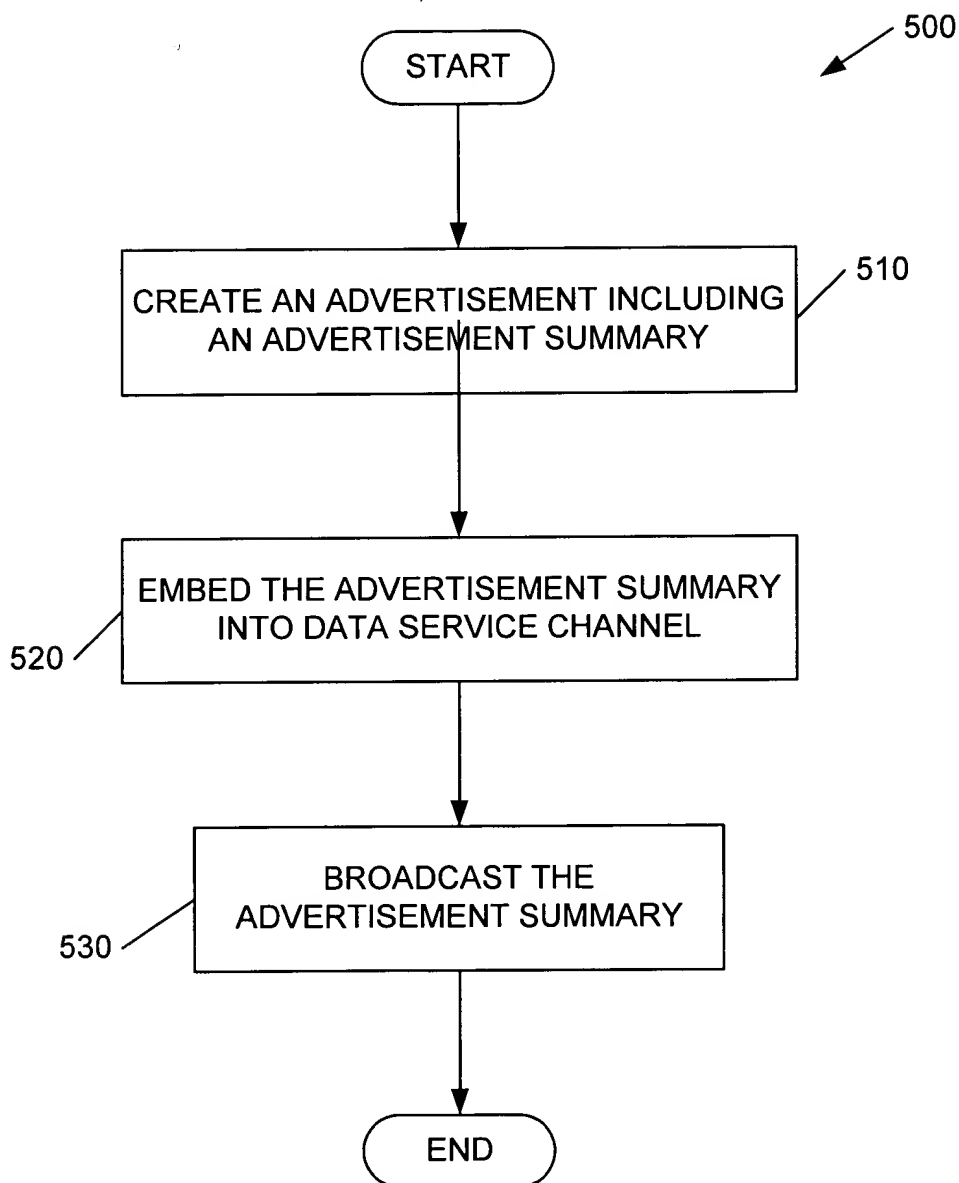 500
START
510
CREATE AN ADVERTISEMENT INCLUDING
AN ADVERTISEMENT SUMMARY
EMBED THE ADVERTISEMENT SUMMARY
INTO DATA SERVICE CHANNEL
520
BROADCAST THE
ADVERTISEMENT SUMMARY
530
END